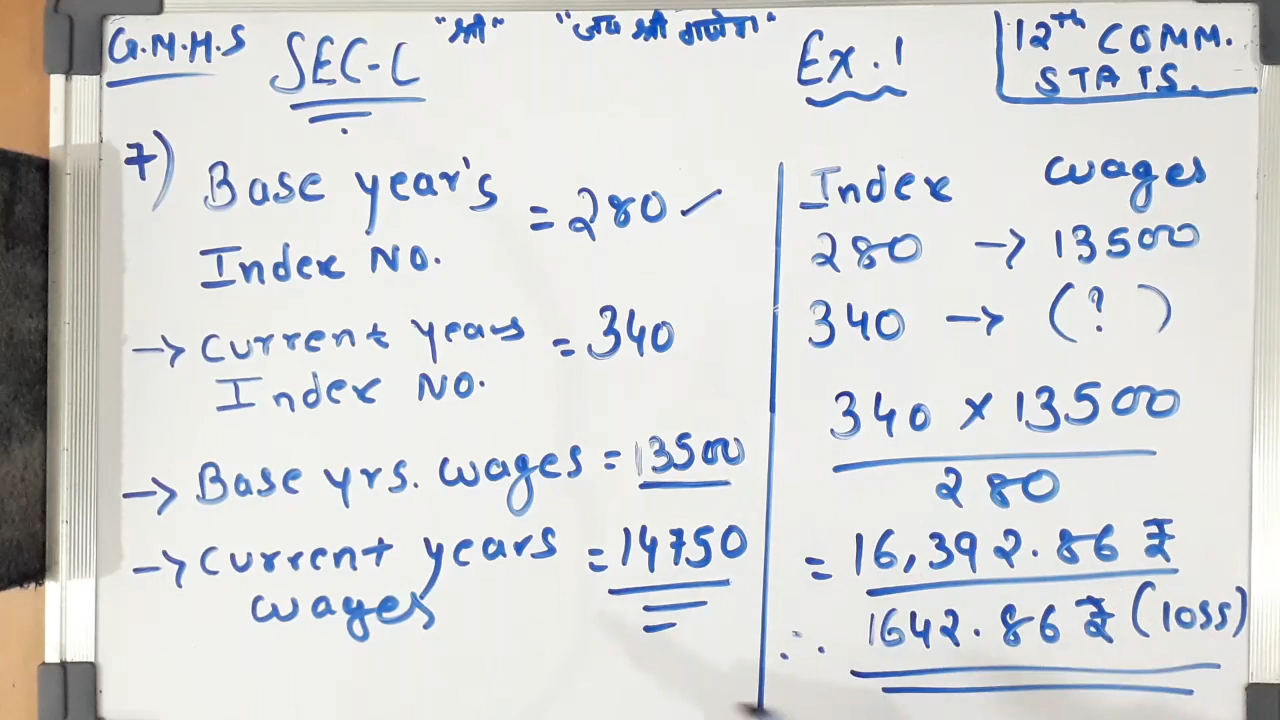 G.M.H.S
"श्री"
"जय श्री गणेश"
SEC-C
Ex. 1
12th COMM.
STATS.
7) Base year's
Index NO. = 280 ✓
→ Current years
Index NO. = 340
→ Base yrs. wages = 13500
→ Current years
wages = 14750
Index wages
280 → 13500
340 → (?)
340 × 13500
280
= 16,392.86 ₹
∴ 1642.86 ₹ (loss)